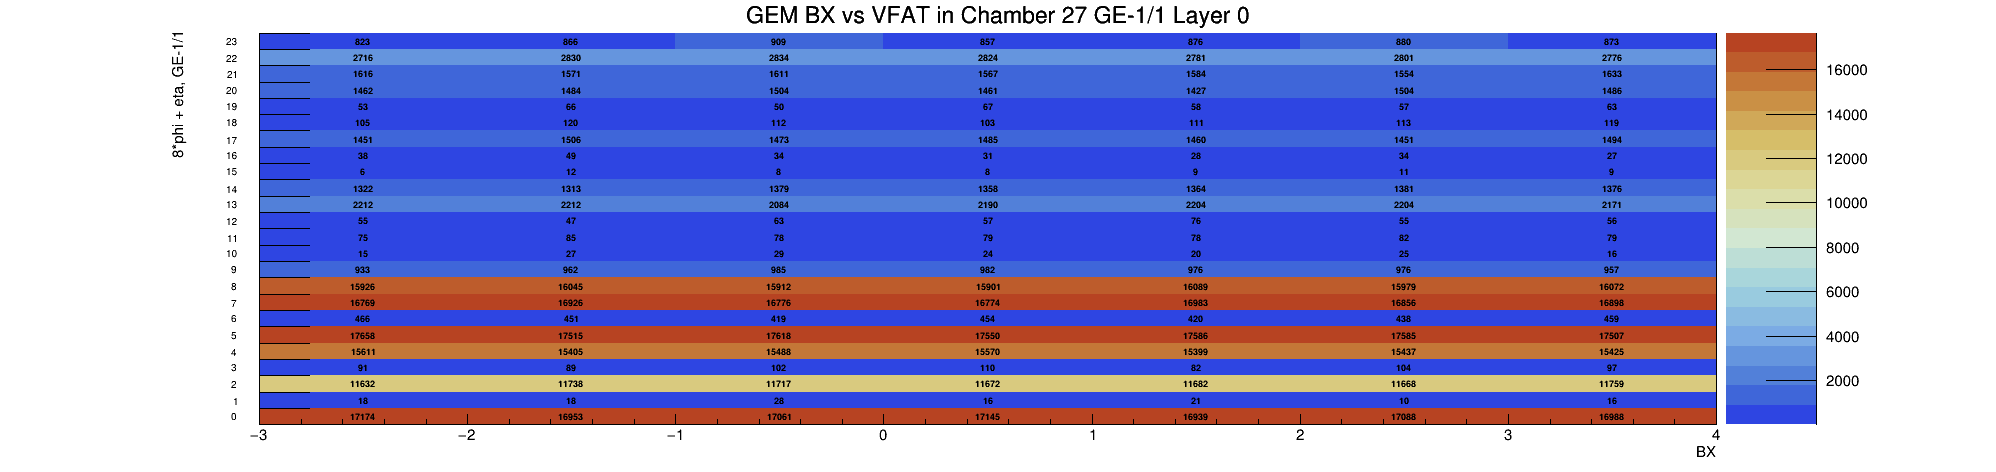 GEM BX vs VFAT in Chamber 27 GE-1/1 Layer 0
8*phi + eta, GE-1/1
23 823 866 909 857 876 880 873
22 2716 2830 2834 2824 2781 2801 2776
21 1616 1571 1611 1567 1584 1554 1633
20 1462 1484 1504 1461 1427 1504 1486
19 53 66 50 67 58 57 63
18 105 120 112 103 111 113 119
17 1451 1506 1473 1485 1460 1451 1494
16 38 49 34 31 28 34 27
15 6 12 8 8 9 11 9
14 1322 1313 1379 1358 1364 1381 1376
13 2212 2212 2084 2190 2204 2204 2171
12 55 47 63 57 76 55 56
11 75 85 78 79 78 82 79
10 15 27 29 24 20 25 16
9 933 962 985 982 976 976 957
8 15926 16045 15912 15901 16089 15979 16072
7 16769 16926 16776 16774 16983 16856 16898
6 466 451 419 454 420 438 459
5 17658 17515 17618 17550 17586 17585 17507
4 15611 15405 15488 15570 15399 15437 15425
3 91 89 102 110 82 104 97
2 11632 11738 11717 11672 11682 11668 11759
1 18 18 28 16 21 10 16
0 17174 16953 17061 17145 16939 17088 16988
−3 −2 −1 0 1 2 3 4
BX
16000
14000
12000
10000
8000
6000
4000
2000